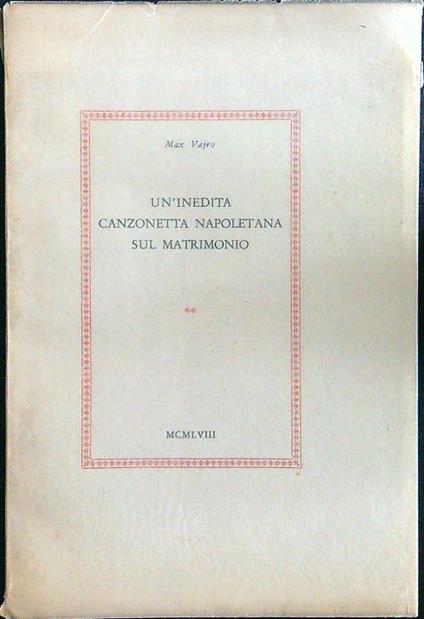 Max Vajro
UN'INEDITA
CANZONETTA NAPOLETANA
SUL MATRIMONIO
MCMLVIII